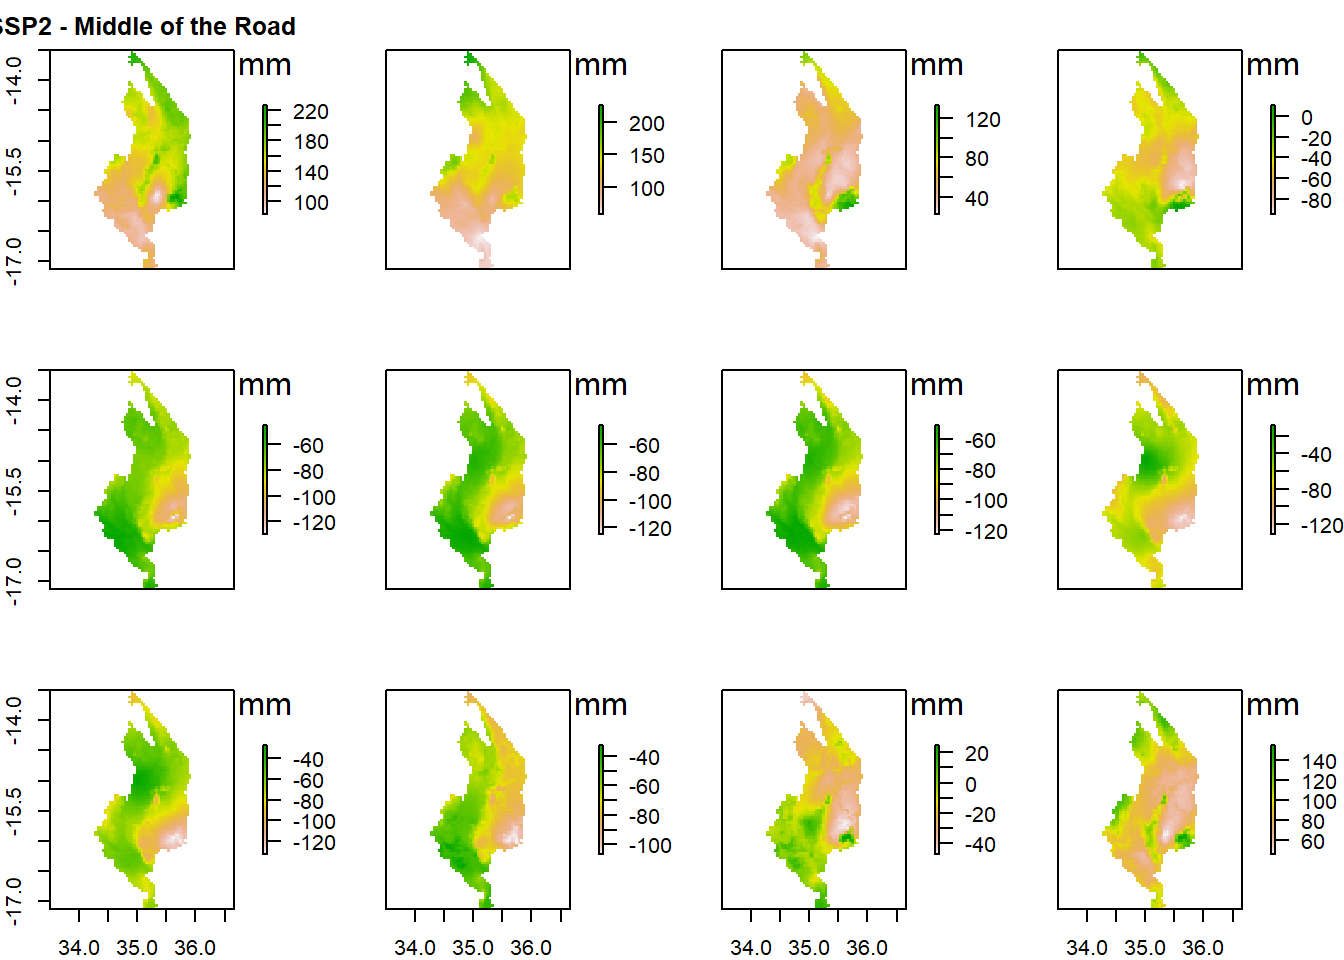 SSP2 - Middle of the Road
mm mm mm mm
-14.0 -15.5 -17.0
220 180 140 100
200 150 100
120 80 40
0 -20 -40 -60 -80
mm mm mm mm
-14.0 -15.5 -17.0
-60 -80 -100 -120
-60 -80 -100 -120
-60 -80 -100 -120
-40 -80 -120
mm mm mm mm
-14.0 -15.5 -17.0
-40 -60 -80 -100 -120
-40 -60 -80 -100
20 0 -20 -40
140 120 100 80 60
34.0 35.0 36.0 34.0 35.0 36.0 34.0 35.0 36.0 34.0 35.0 36.0